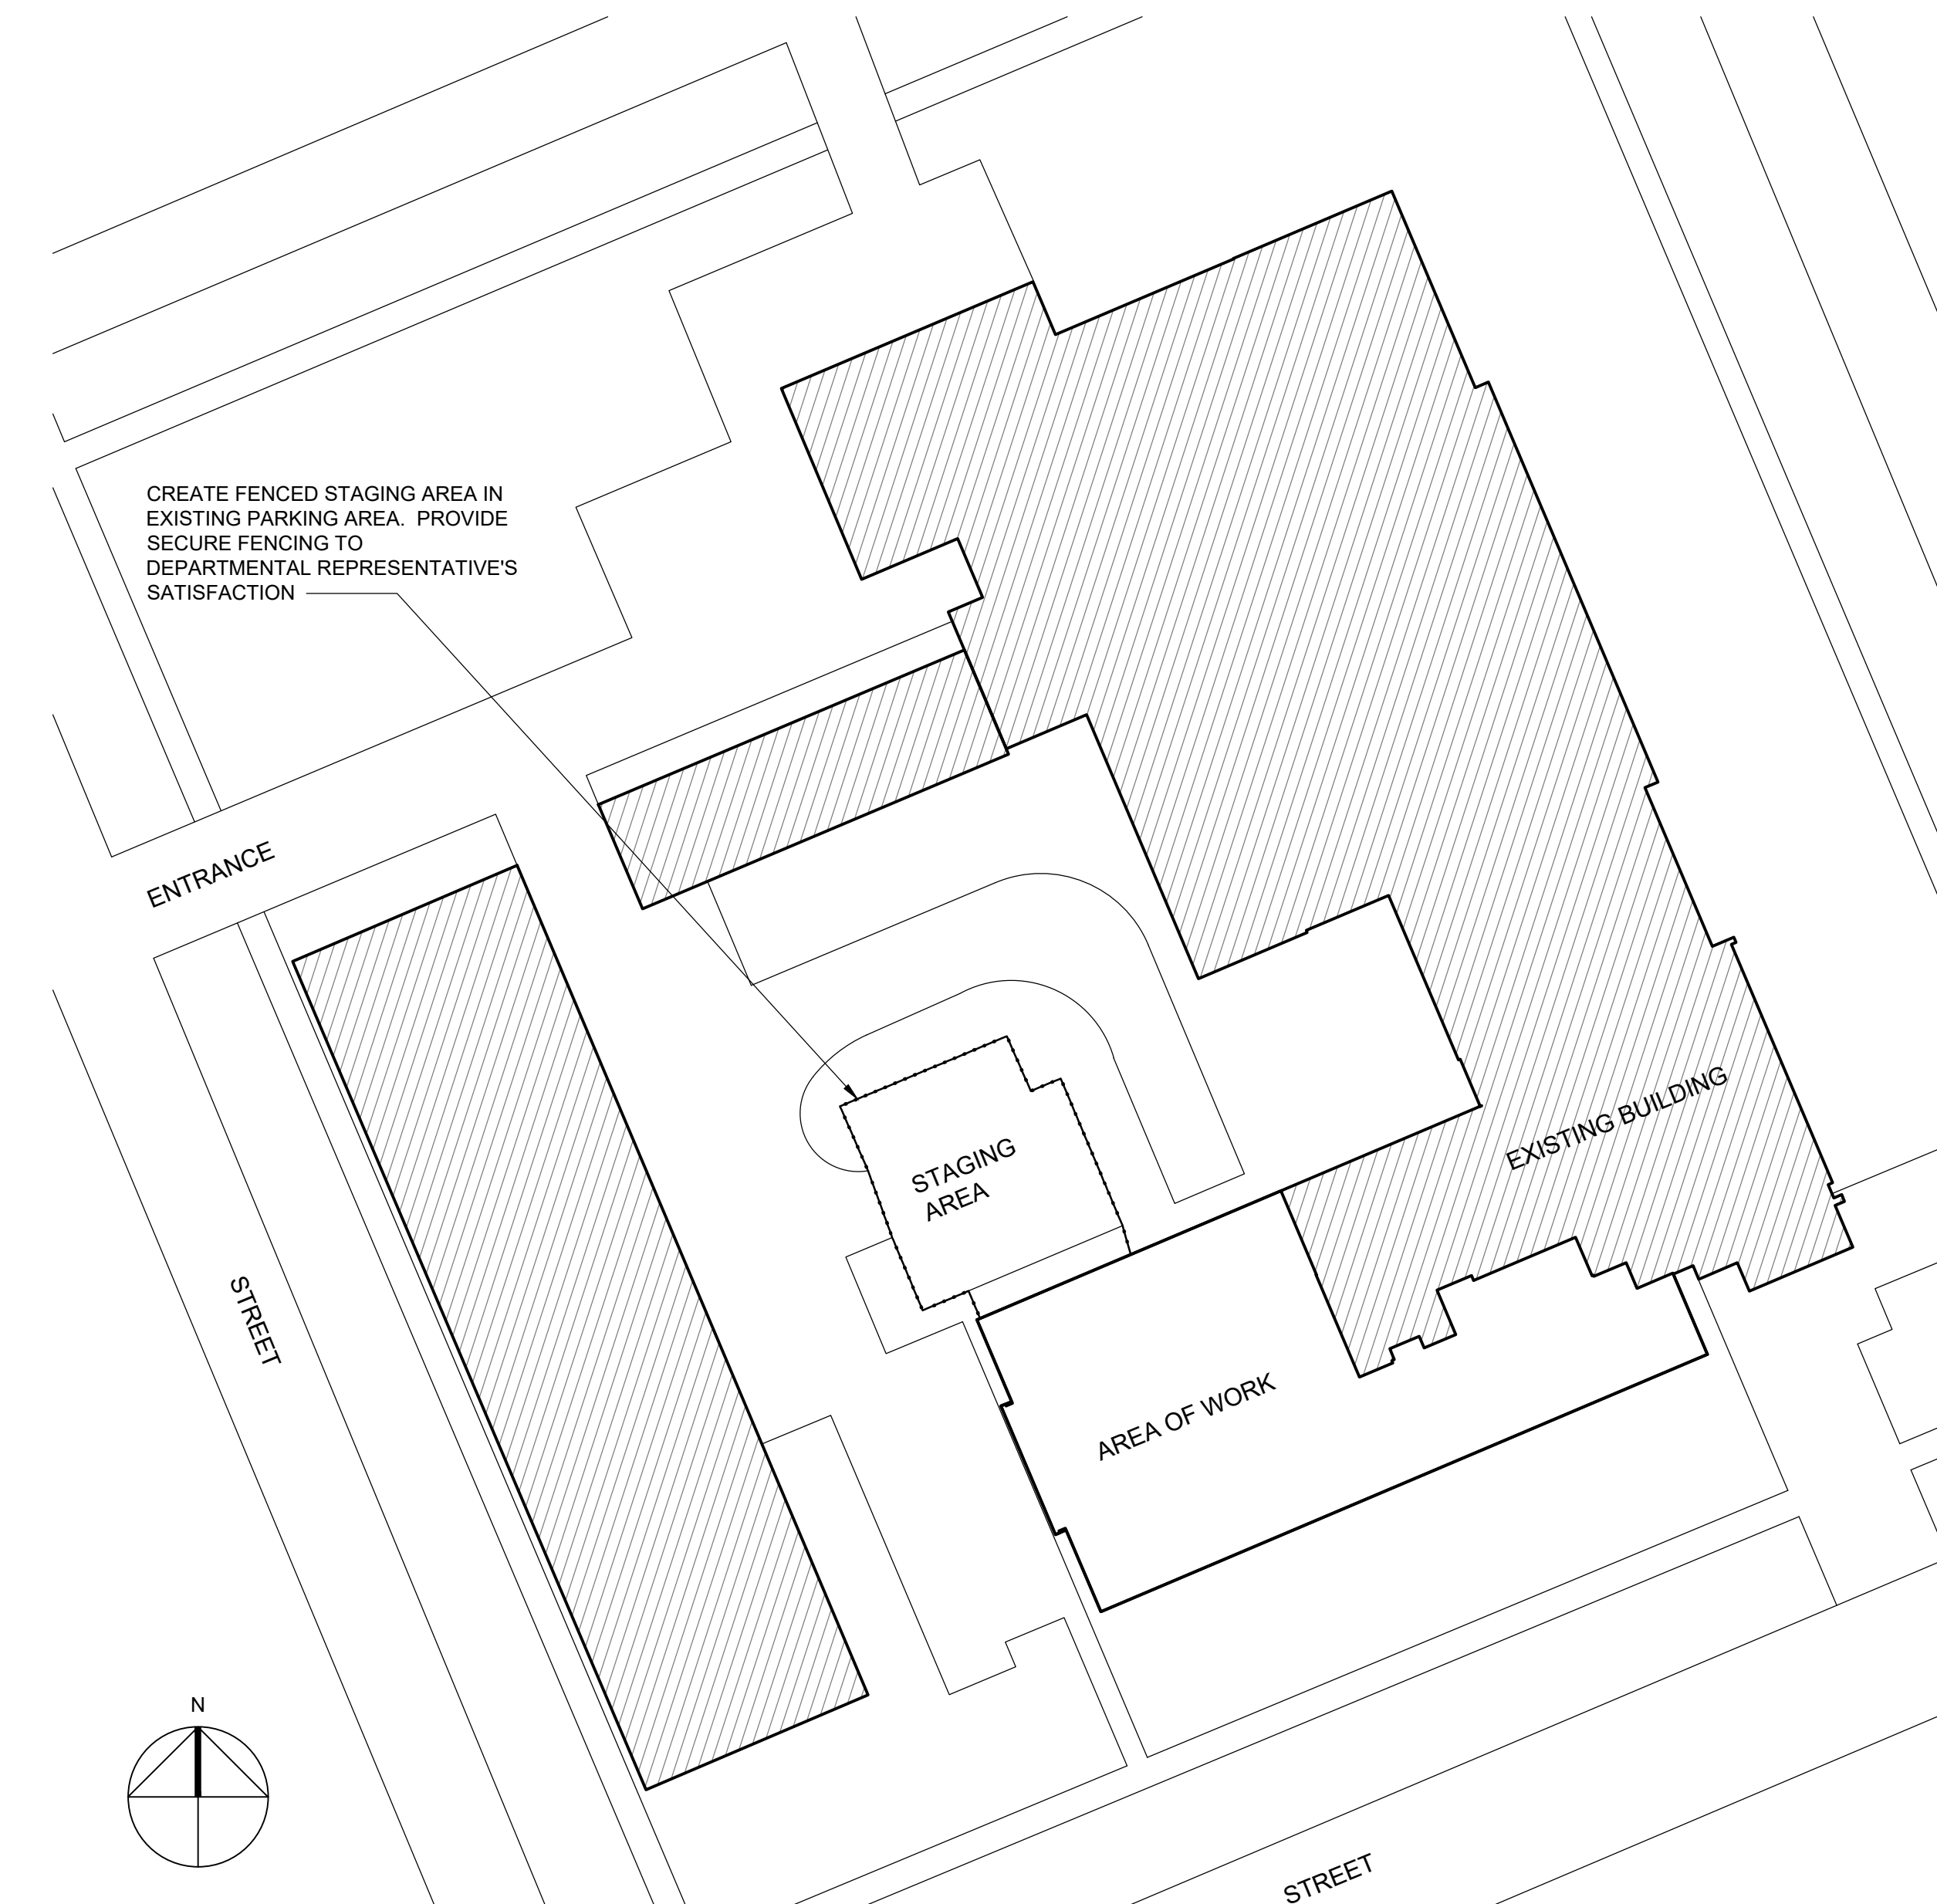 CREATE FENCED STAGING AREA IN
EXISTING PARKING AREA.  PROVIDE
SECURE FENCING TO
DEPARTMENTAL REPRESENTATIVE'S
SATISFACTION
ENTRANCE
EXISTING BUILDING
STAGING
AREA
STREET
AREA OF WORK
N
STREET